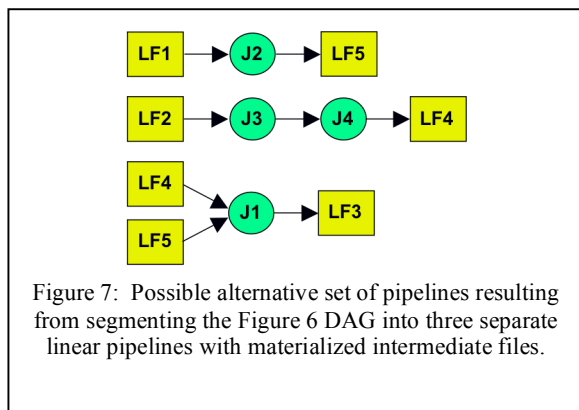 LF1 J2 LF5
LF2 J3 J4 LF4
LF4
J1 LF3
LF5
Figure 7: Possible alternative set of pipelines resulting
from segmenting the Figure 6 DAG into three separate
linear pipelines with materialized intermediate files.